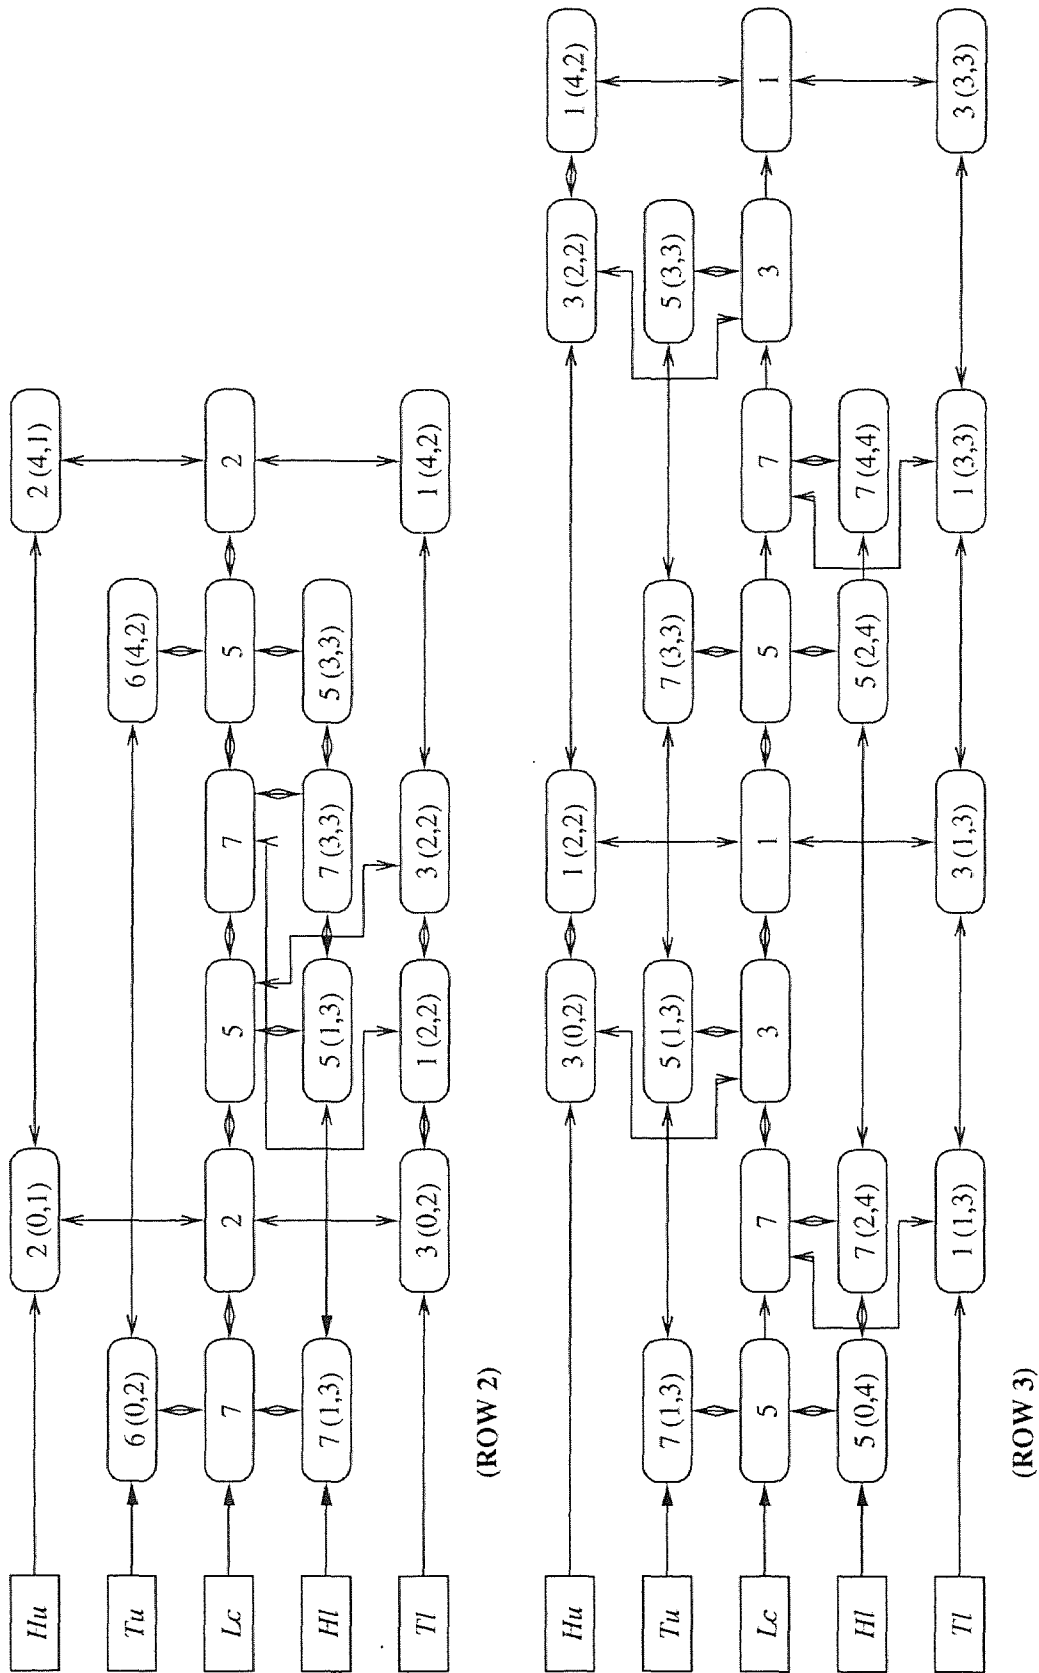 Hu 2 (0,1) 2 (4,1)
Tu 6 (0,2) 6 (4,2)
Lc 7 2 5 7 5 2
Hl 7 (1,3) 5 (1,3) 7 (3,3) 5 (3,3)
Tl 3 (0,2) 1 (2,2) 3 (2,2) 1 (4,2)
(ROW 2)
Hu 3 (0,2) 1 (2,2) 3 (2,2) 1 (4,2)
Tu 7 (1,3) 5 (1,3) 7 (3,3) 5 (3,3)
Lc 5 7 3 1 5 7 3 1
Hl 5 (0,4) 7 (2,4) 5 (2,4) 7 (4,4)
Tl 1 (1,3) 3 (1,3) 1 (3,3) 3 (3,3)
(ROW 3)